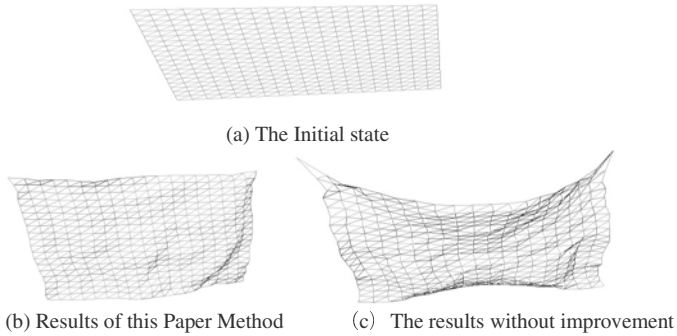 (a) The Initial state
(b) Results of this Paper Method
（c） The results without improvement